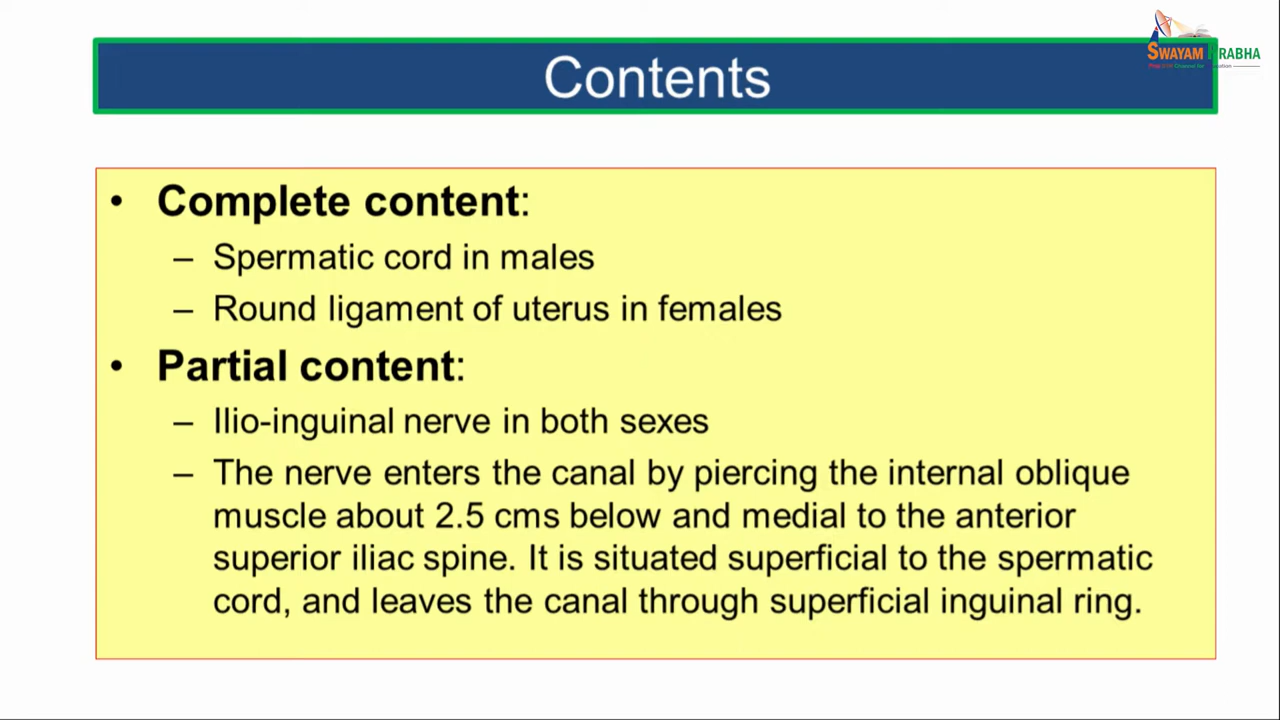 SWAYAM PRABHA
Contents
• Complete content:
– Spermatic cord in males
– Round ligament of uterus in females
• Partial content:
– Ilio-inguinal nerve in both sexes
– The nerve enters the canal by piercing the internal oblique
muscle about 2.5 cms below and medial to the anterior
superior iliac spine. It is situated superficial to the spermatic
cord, and leaves the canal through superficial inguinal ring.